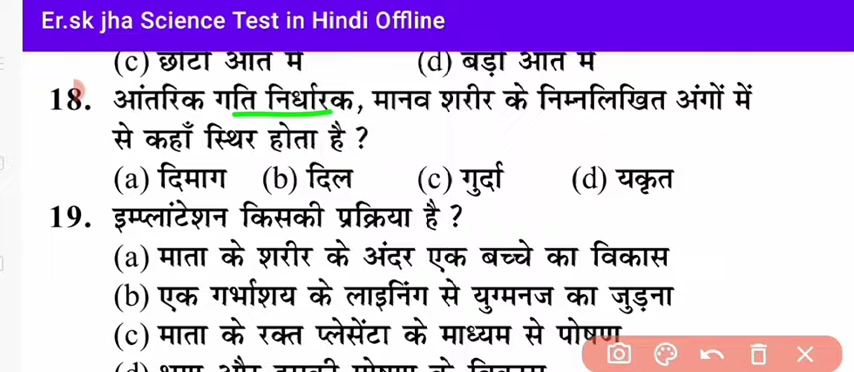 Er.sk jha Science Test in Hindi Offline
(c) छोटी आंत में (d) बड़ी आंत में
18. आंतरिक गति निर्धारक, मानव शरीर के निम्नलिखित अंगों में
से कहाँ स्थिर होता है ?
(a) दिमाग (b) दिल (c) गुर्दा (d) यकृत
19. इम्प्लांटेशन किसकी प्रक्रिया है ?
(a) माता के शरीर के अंदर एक बच्चे का विकास
(b) एक गर्भाशय के लाइनिंग से युग्मनज का जुड़ना
(c) माता के रक्त प्लेसेंटा के माध्यम से पोषण